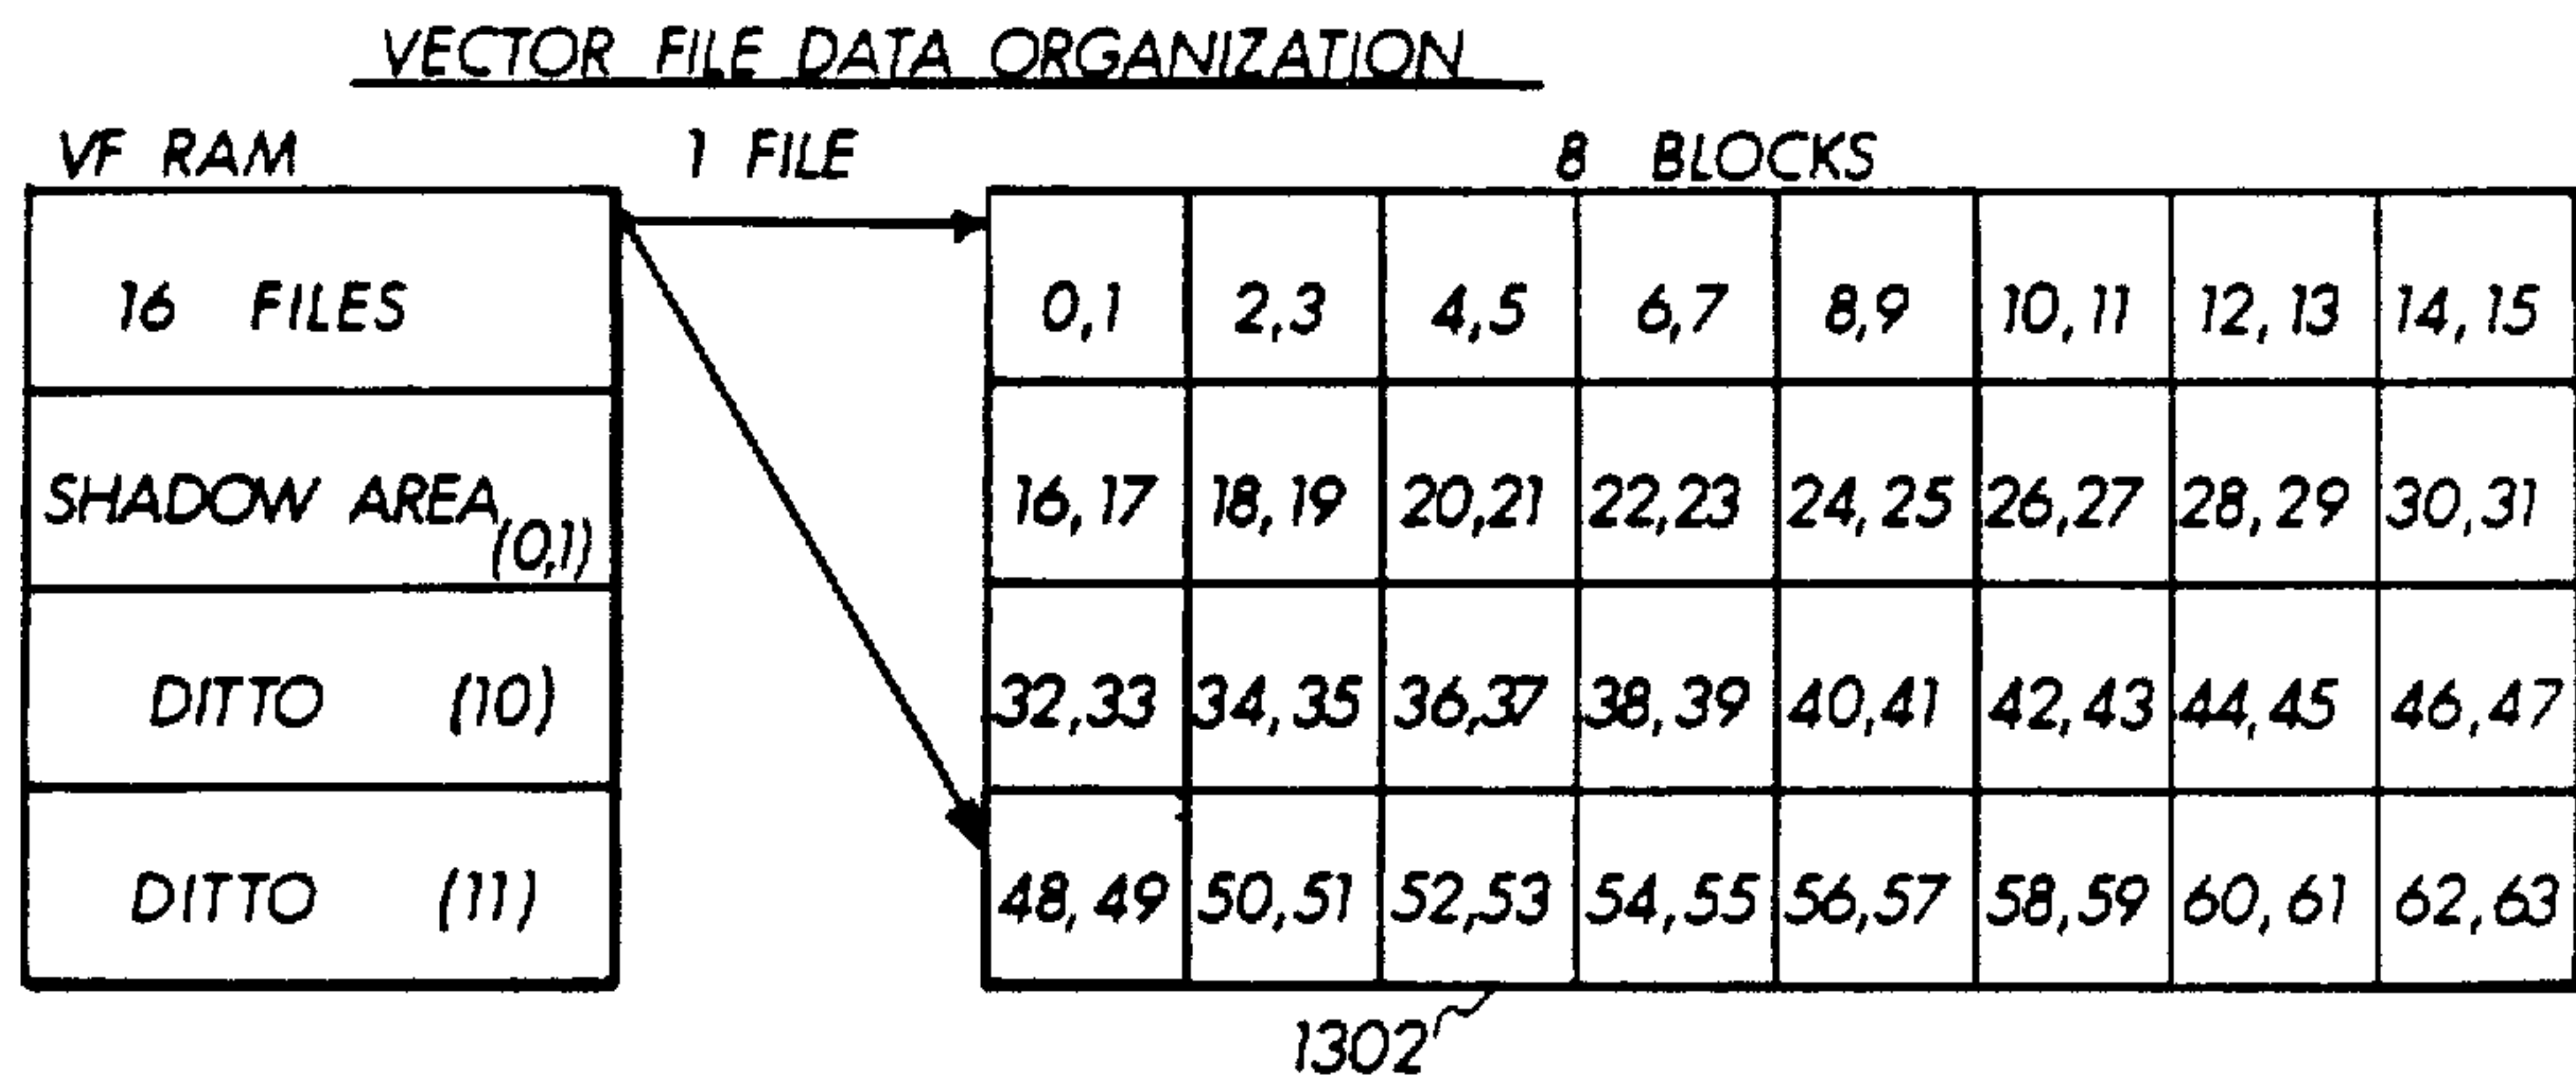 VECTOR FILE DATA ORGANIZATION
VF RAM 1 FILE 8 BLOCKS
16 FILES 0,1 2,3 4,5 6,7 8,9 10,11 12,13 14,15
SHADOW AREA (0,1) 16,17 18,19 20,21 22,23 24,25 26,27 28,29 30,31
DITTO (10) 32,33 34,35 36,37 38,39 40,41 42,43 44,45 46,47
DITTO (11) 48,49 50,51 52,53 54,55 56,57 58,59 60,61 62,63
1302